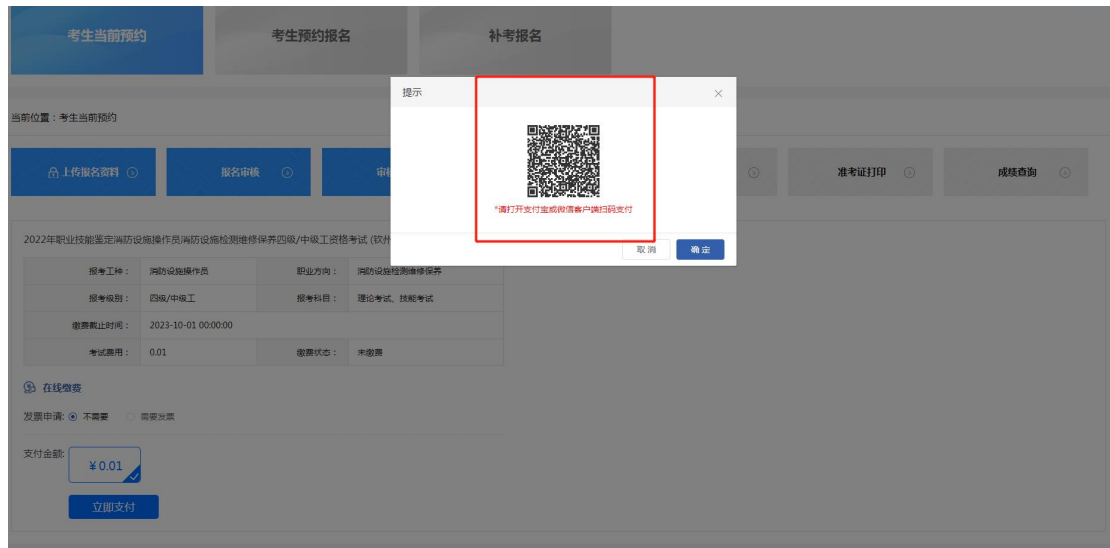 考生当前预约
考生预约报名
补考报名
提示
当前位置：考生当前预约
上传报名资料
报名审核
准考证打印
成绩查询
*请打开支付宝或微信客户端扫码支付
取消
确定
2022年职业技能鉴定消防设施操作员消防设施检测维修保养四级/中级工资格考试 (钦州
报考工种： 消防设施操作员 职业方向： 消防设施检测维修保养
报考级别： 四级/中级工 报考科目： 理论考试、技能考试
缴费截止时间： 2023-10-01 00:00:00
考试费用： 0.01 缴费状态： 未缴费
在线缴费
发票申请: 不需要 需要发票
支付金额:
¥ 0.01
立即支付